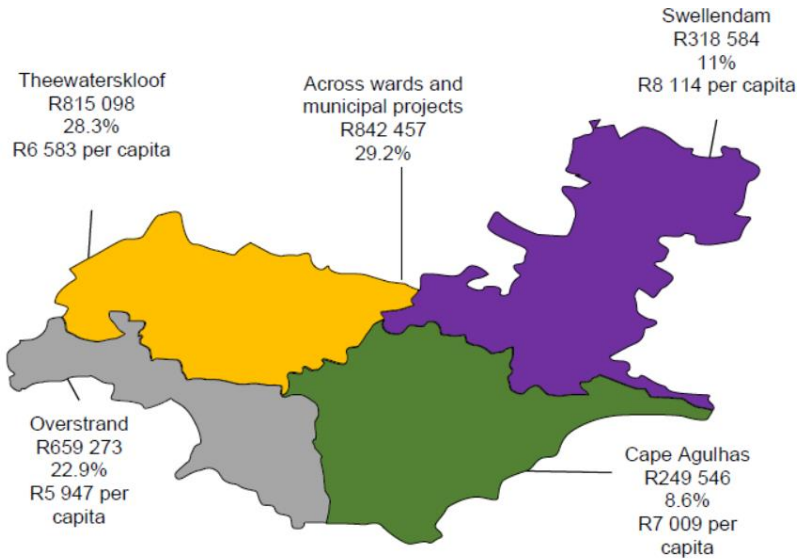 Swellendam
R318 584
11%
R8 114 per capita
Theewaterskloof
R815 098
28.3%
R6 583 per capita
Across wards and
municipal projects
R842 457
29.2%
Overstrand
R659 273
22.9%
R5 947 per
capita
Cape Agulhas
R249 546
8.6%
R7 009 per
capita